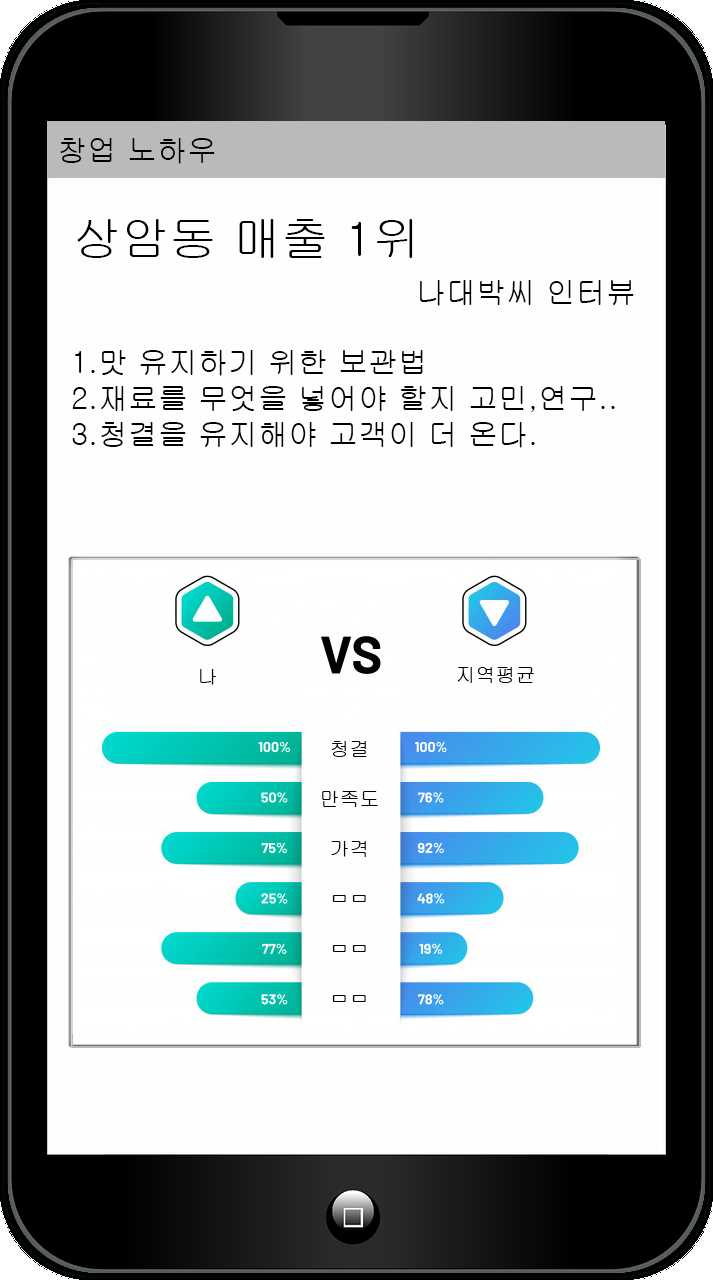 창업 노하우
상암동 매출 1위
나대박씨 인터뷰
1.맛 유지하기 위한 보관법
2.재료를 무엇을 넣어야 할지 고민,연구..
3.청결을 유지해야 고객이 더 온다.
VS
나 지역평균
100% 청결 100%
50% 만족도 76%
75% 가격 92%
25% ㅁㅁ 48%
77% ㅁㅁ 19%
53% ㅁㅁ 78%